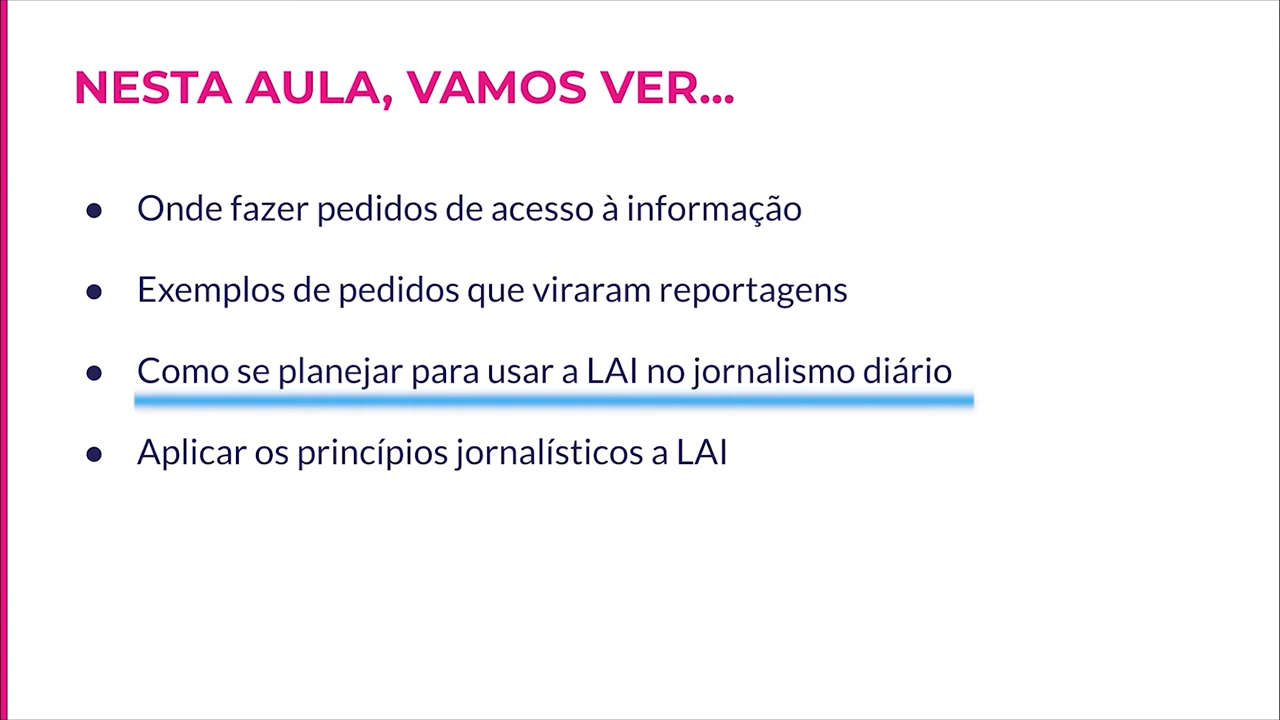 NESTA AULA, VAMOS VER...
● Onde fazer pedidos de acesso à informação
● Exemplos de pedidos que viraram reportagens
● Como se planejar para usar a LAI no jornalismo diário
● Aplicar os princípios jornalísticos a LAI